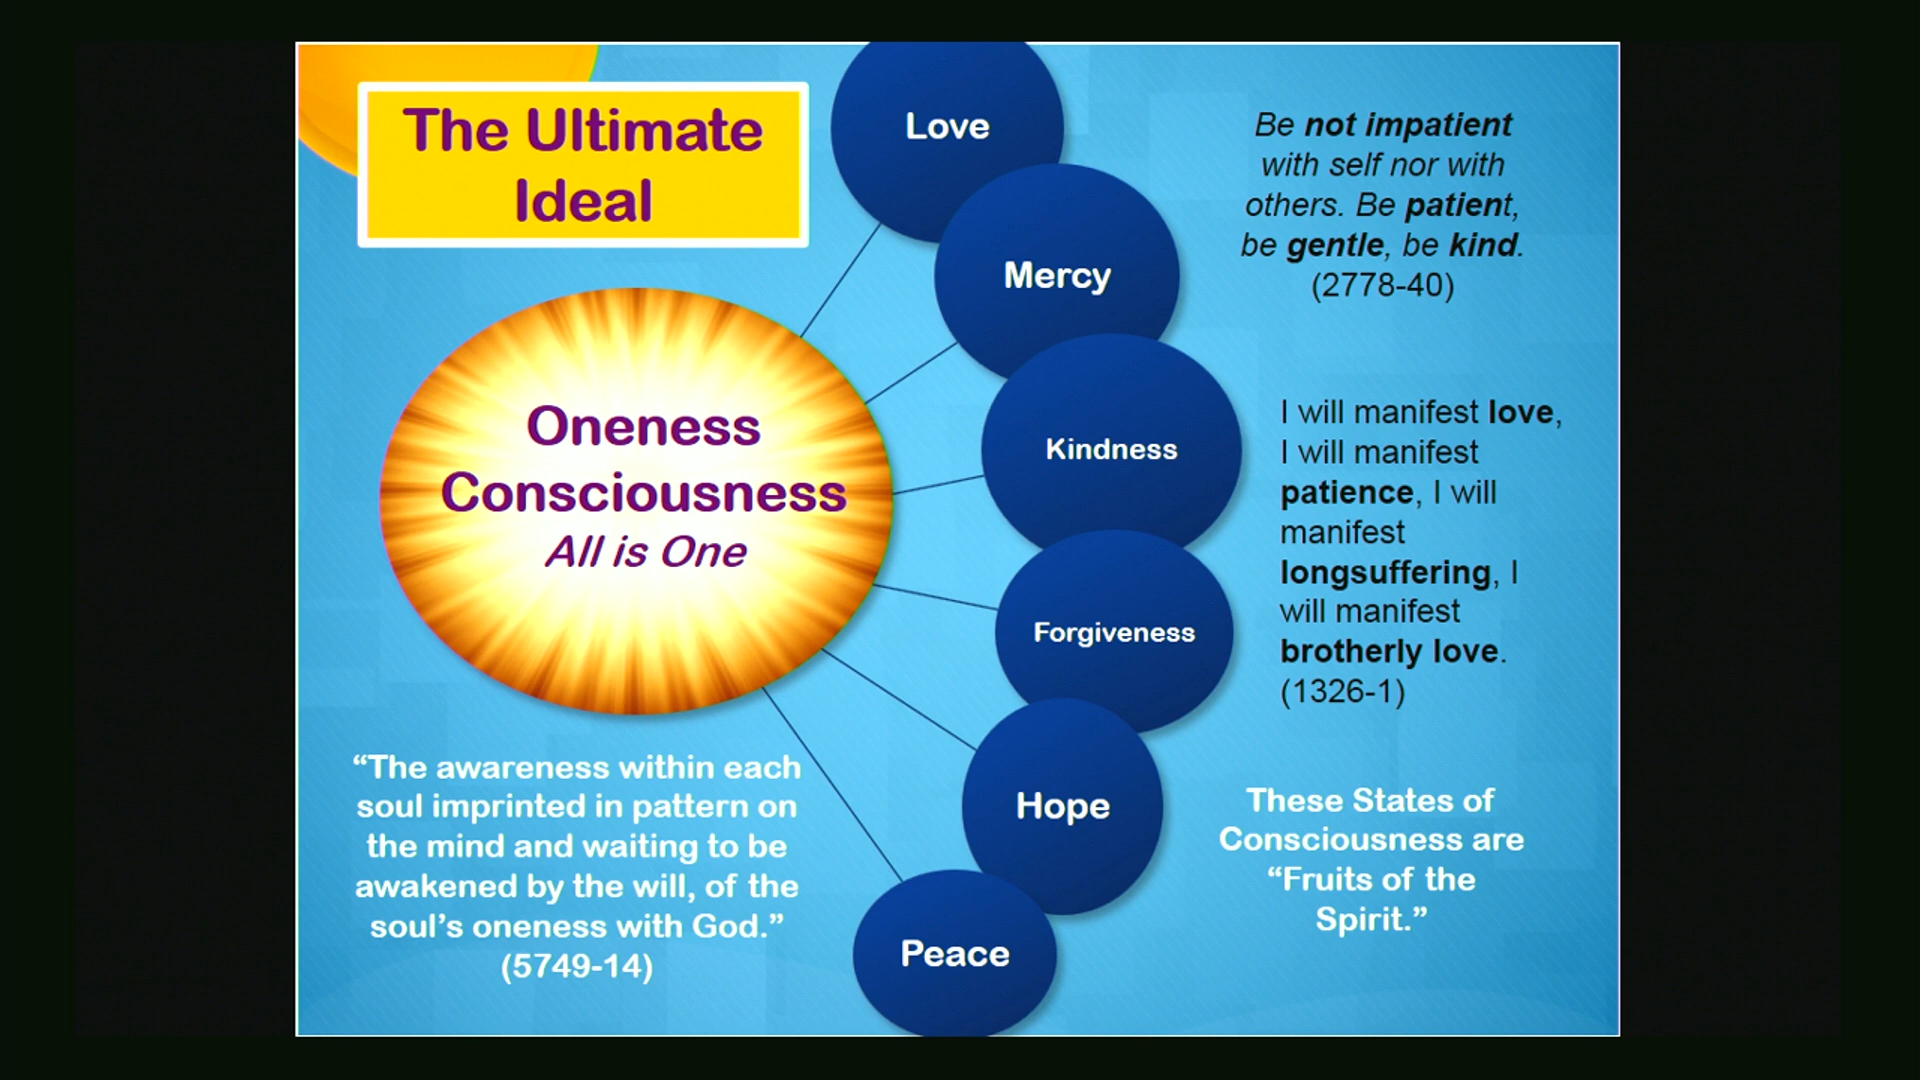 The Ultimate
Ideal
Oneness
Consciousness
All is One
"The awareness within each
soul imprinted in pattern on
the mind and waiting to be
awakened by the will, of the
soul's oneness with God."
(5749-14)
Love
Mercy
Kindness
Forgiveness
Hope
Peace
Be not impatient
with self nor with
others. Be patient,
be gentle, be kind.
(2778-40)
I will manifest love,
I will manifest
patience, I will
manifest
longsuffering, I
will manifest
brotherly love.
(1326-1)
These States of
Consciousness are
"Fruits of the
Spirit."